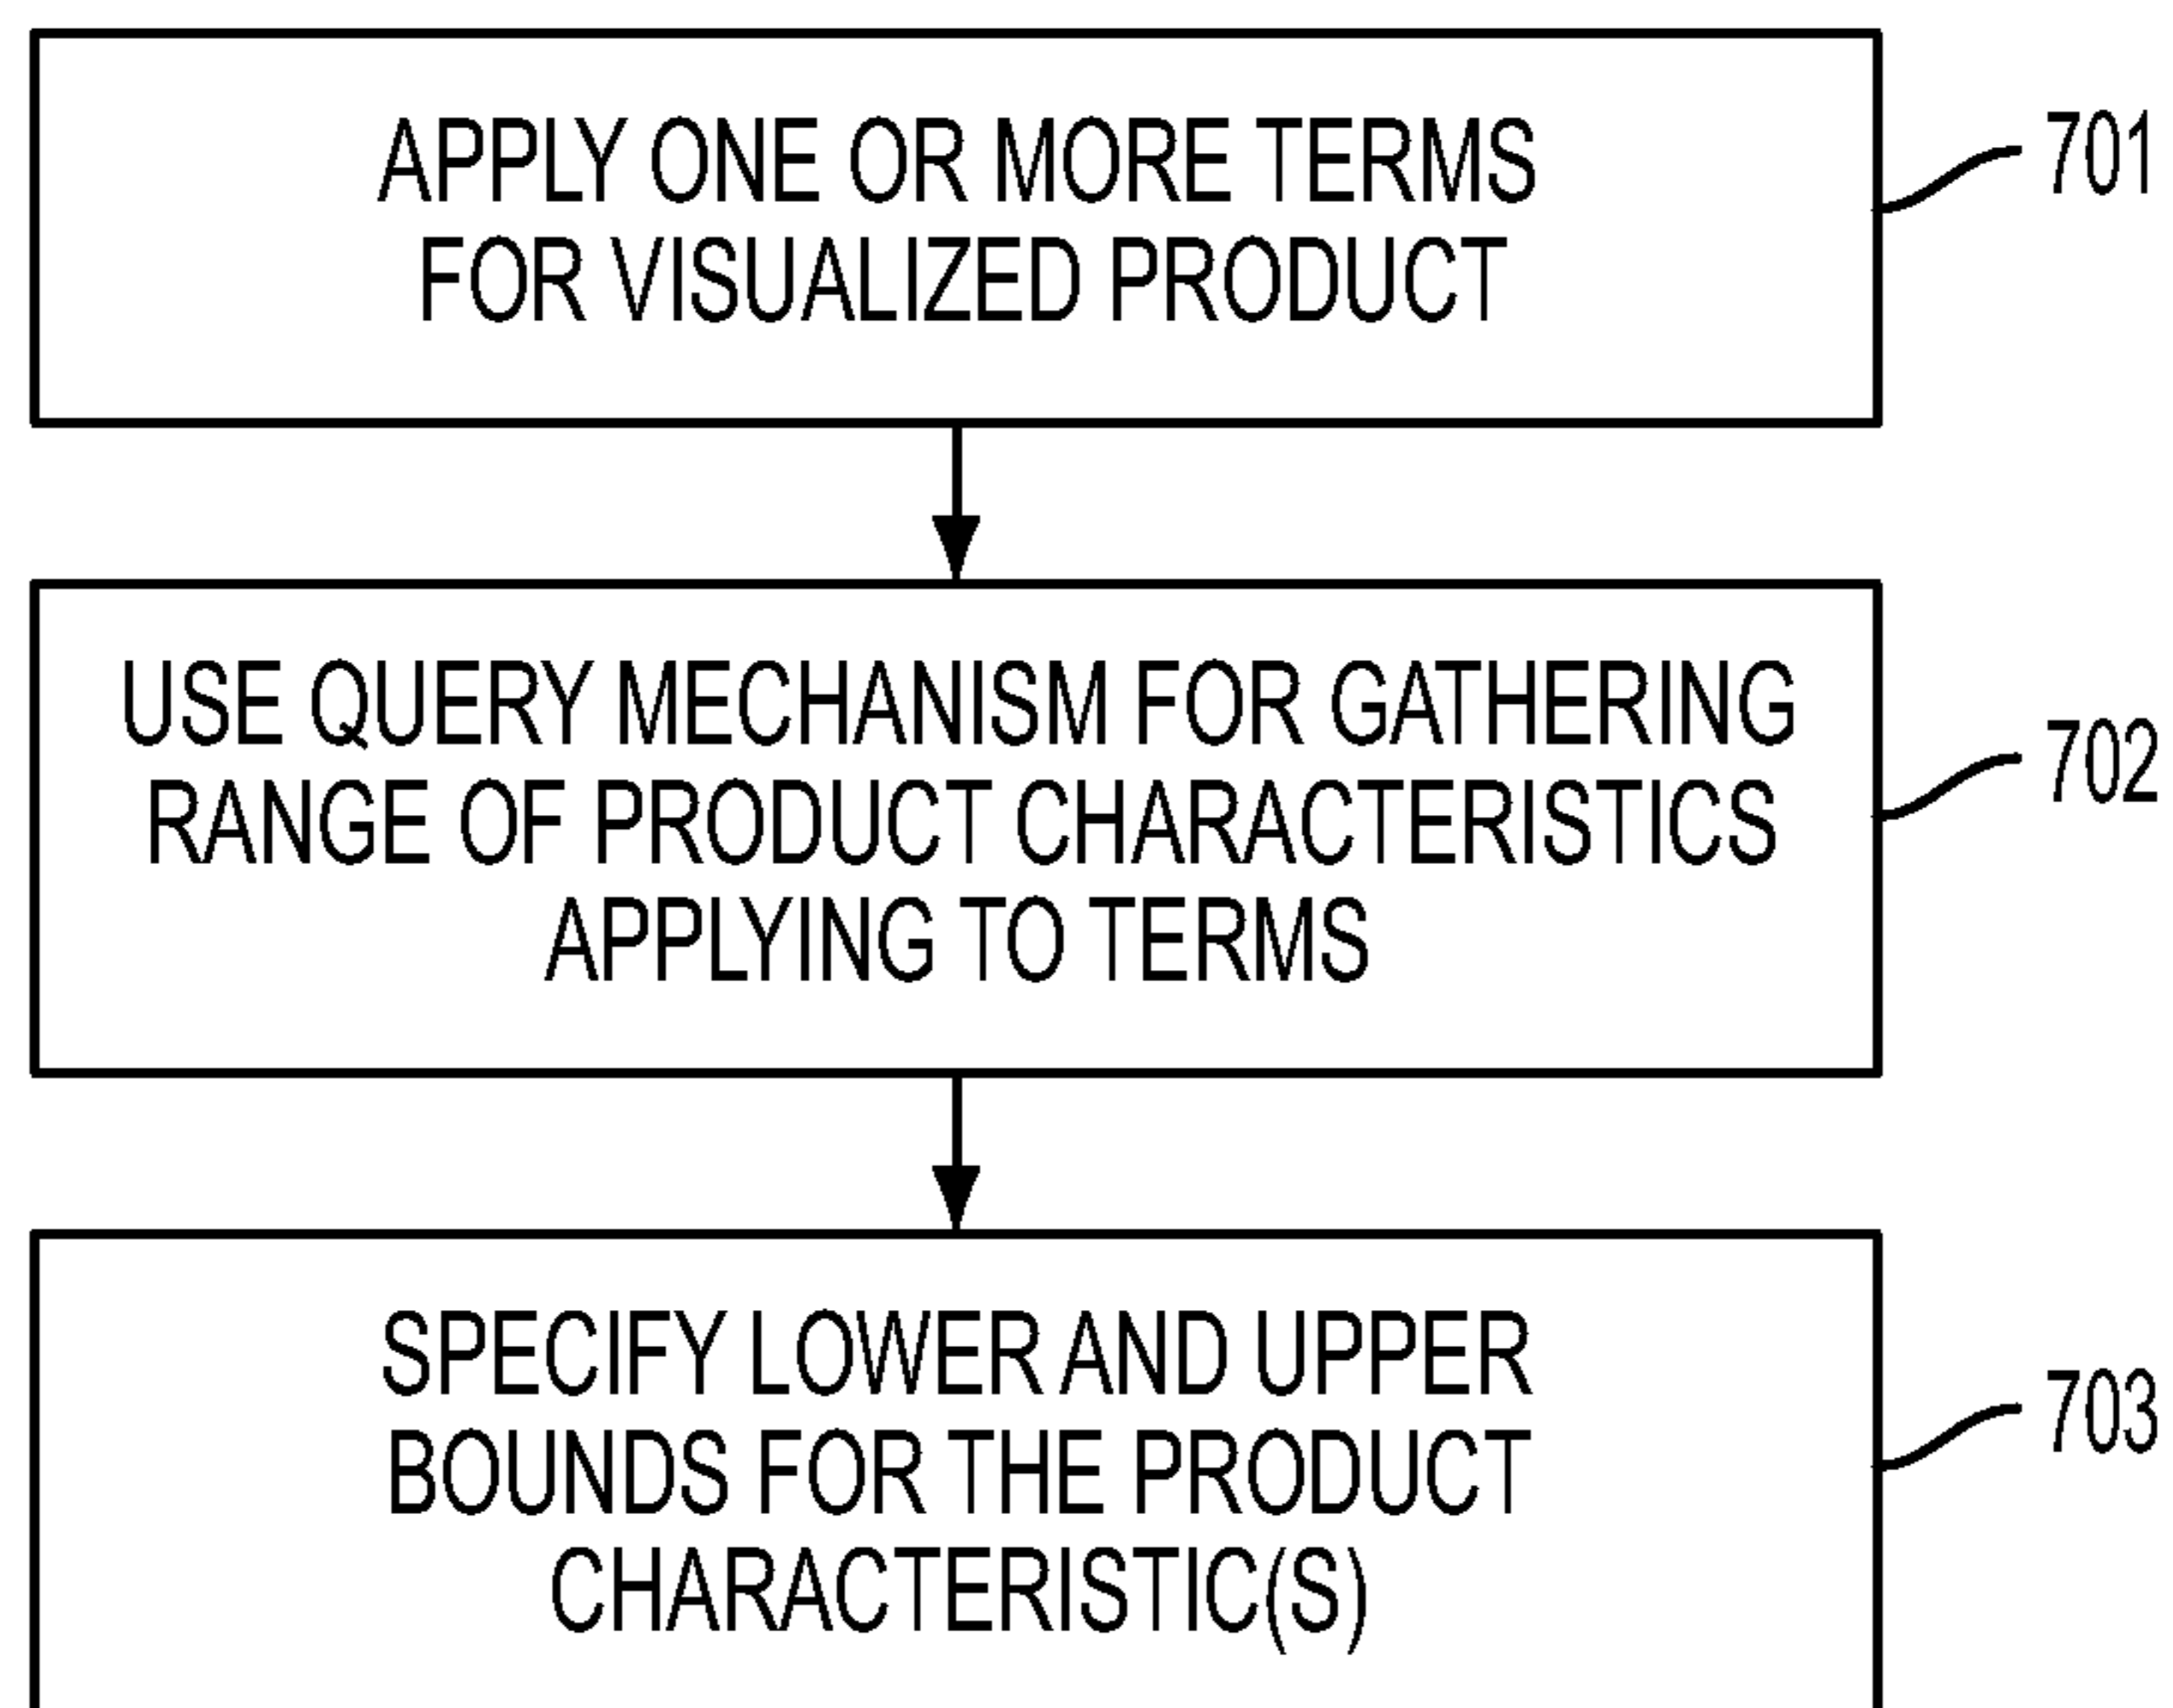 APPLY ONE OR MORE TERMS
FOR VISUALIZED PRODUCT
701
USE QUERY MECHANISM FOR GATHERING
RANGE OF PRODUCT CHARACTERISTICS
APPLYING TO TERMS
702
SPECIFY LOWER AND UPPER
BOUNDS FOR THE PRODUCT
CHARACTERISTIC(S)
703